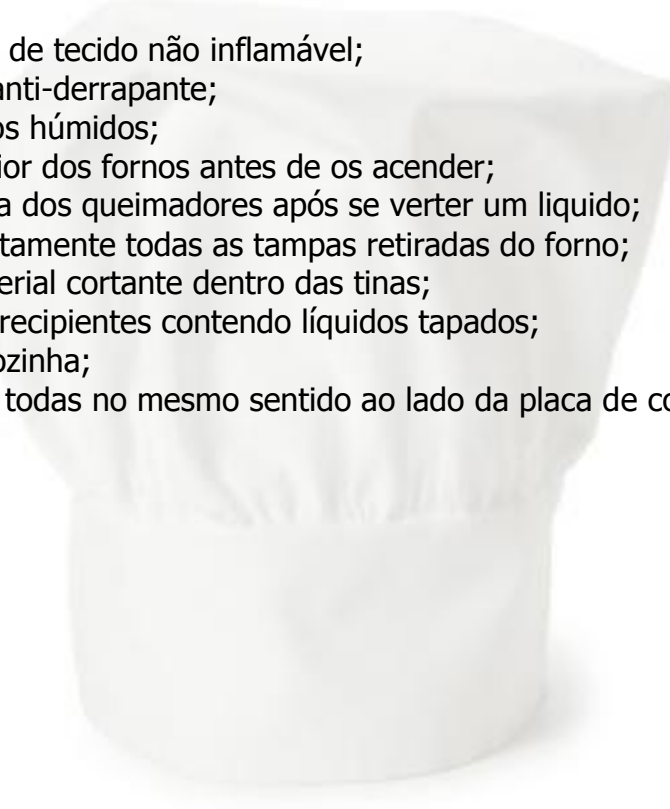 de tecido não inflamável;
anti-derrapante;
os húmidos;
ior dos fornos antes de os acender;
a dos queimadores após se verter um liquido;
tamente todas as tampas retiradas do forno;
erial cortante dentro das tinas;
recipientes contendo líquidos tapados;
ozinha;
todas no mesmo sentido ao lado da placa de co